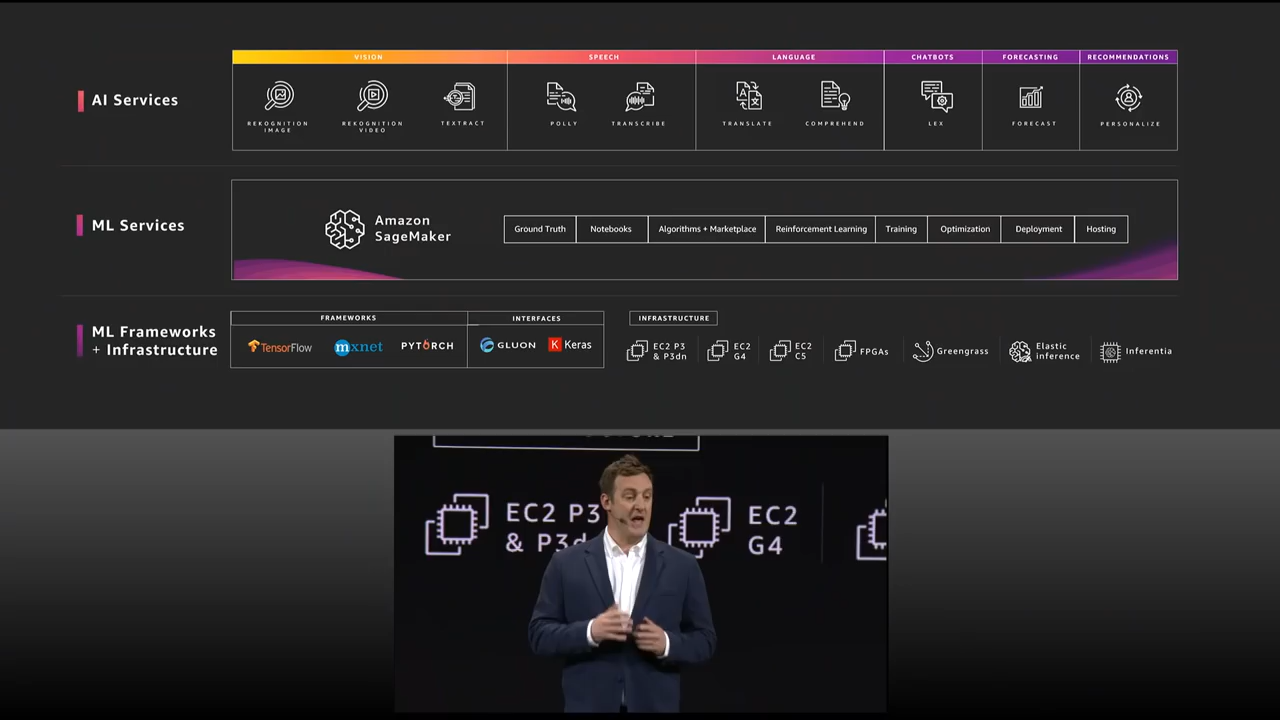 VISION
SPEECH
LANGUAGE
CHATBOTS
FORECASTING
RECOMMENDATIONS
AI Services
REKOGNITION
IMAGE
REKOGNITION
VIDEO
TEXTRACT
POLLY
TRANSCRIBE
TRANSLATE
COMPREHEND
LEX
FORECAST
PERSONALIZE
ML Services
Amazon
SageMaker
Ground Truth
Notebooks
Algorithms + Marketplace
Reinforcement Learning
Training
Optimization
Deployment
Hosting
ML Frameworks
+ Infrastructure
FRAMEWORKS
INTERFACES
INFRASTRUCTURE
TensorFlow
mxnet
PYTORCH
GLUON
K Keras
EC2 P3
& P3dn
EC2
G4
EC2
C5
FPGAs
Greengrass
Elastic
inference
Inferentia
EC2 P3
& P3d
EC2
G4